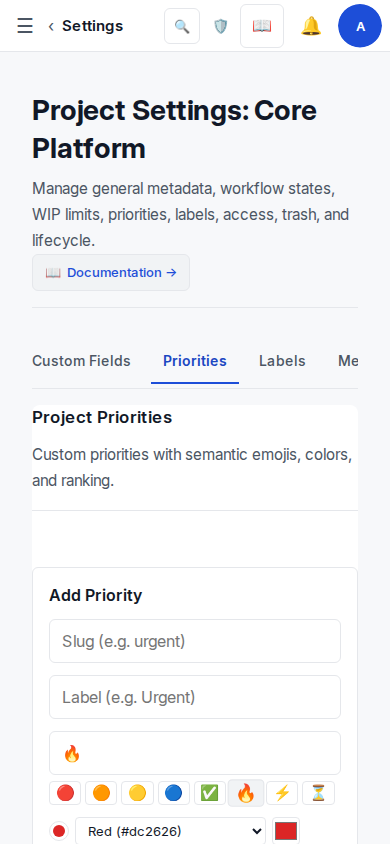 ☰ ‹ Settings 🔍 🛡️ 📖 🔔 A
Project Settings: Core
Platform
Manage general metadata, workflow states,
WIP limits, priorities, labels, access, trash, and
lifecycle.
📖 Documentation →
Custom Fields Priorities Labels Me
Project Priorities
Custom priorities with semantic emojis, colors,
and ranking.
Add Priority
Slug (e.g. urgent)
Label (e.g. Urgent)
🔥
🔴 🟠 🟡 🔵 ✅ 🔥 ⚡ ⏳
Red (#dc2626)